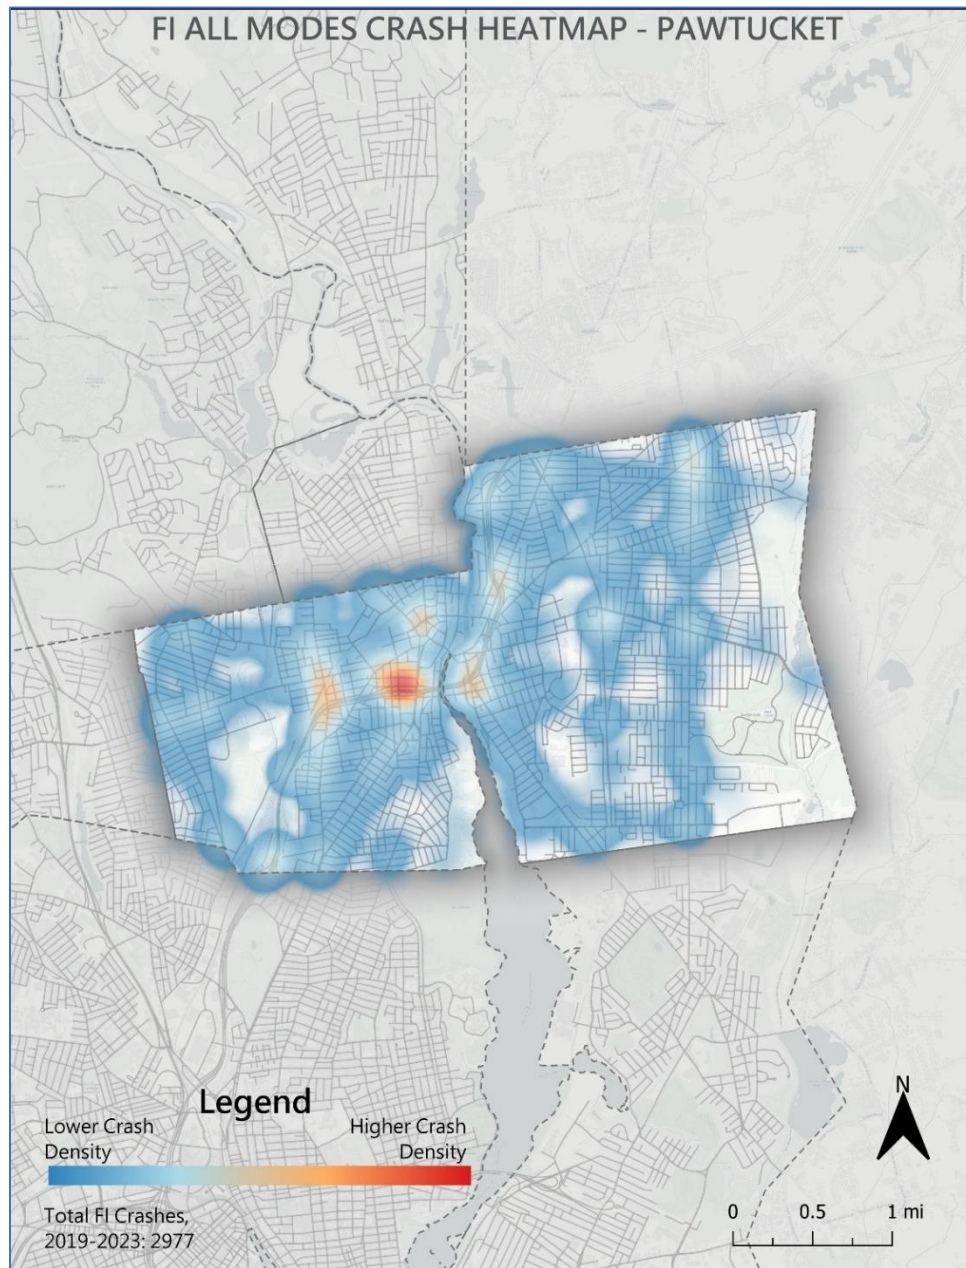 FI ALL MODES CRASH HEATMAP - PAWTUCKET
Legend
Lower Crash
Density
Higher Crash
Density
Total FI Crashes,
2019-2023: 2977
N
0 0.5 1 mi